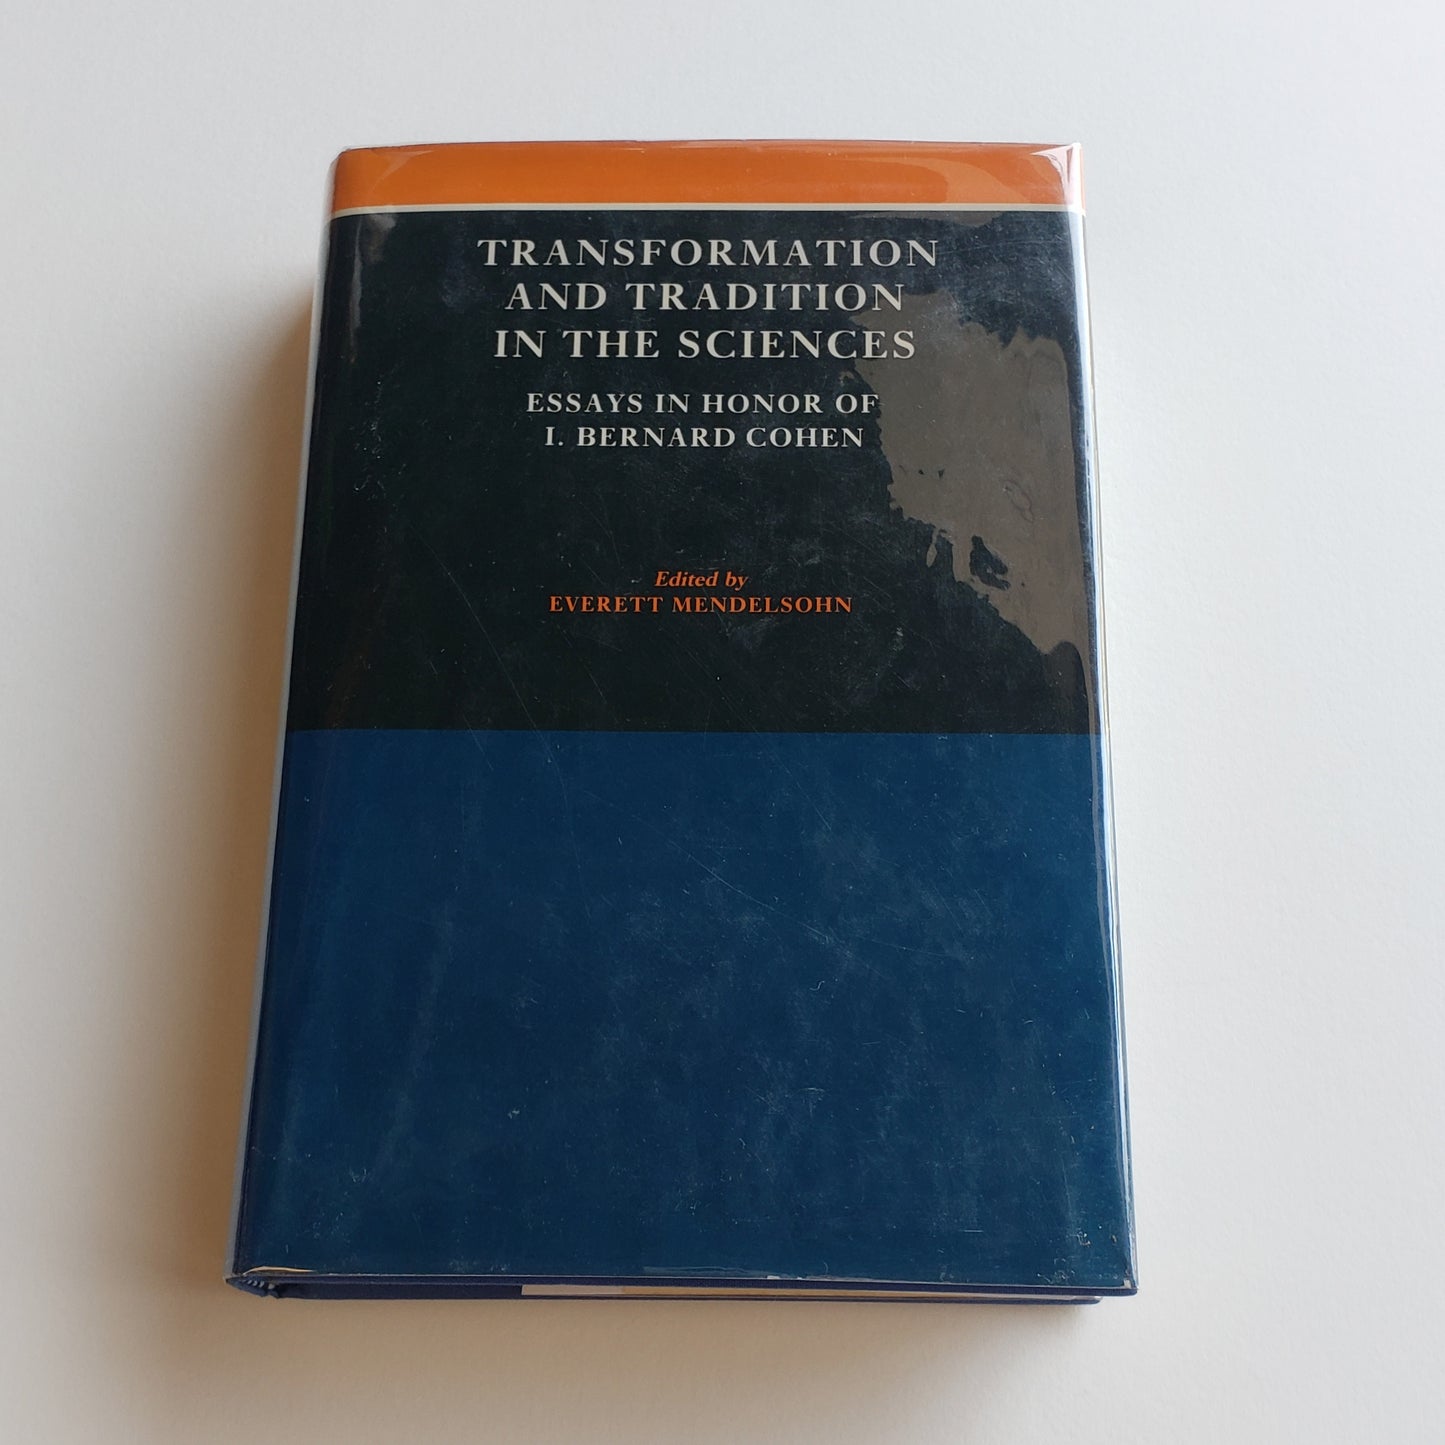 TRANSFORMATION
AND TRADITION
IN THE SCIENCES
ESSAYS IN HONOR OF
I. BERNARD COHEN
Edited by
EVERETT MENDELSOHN